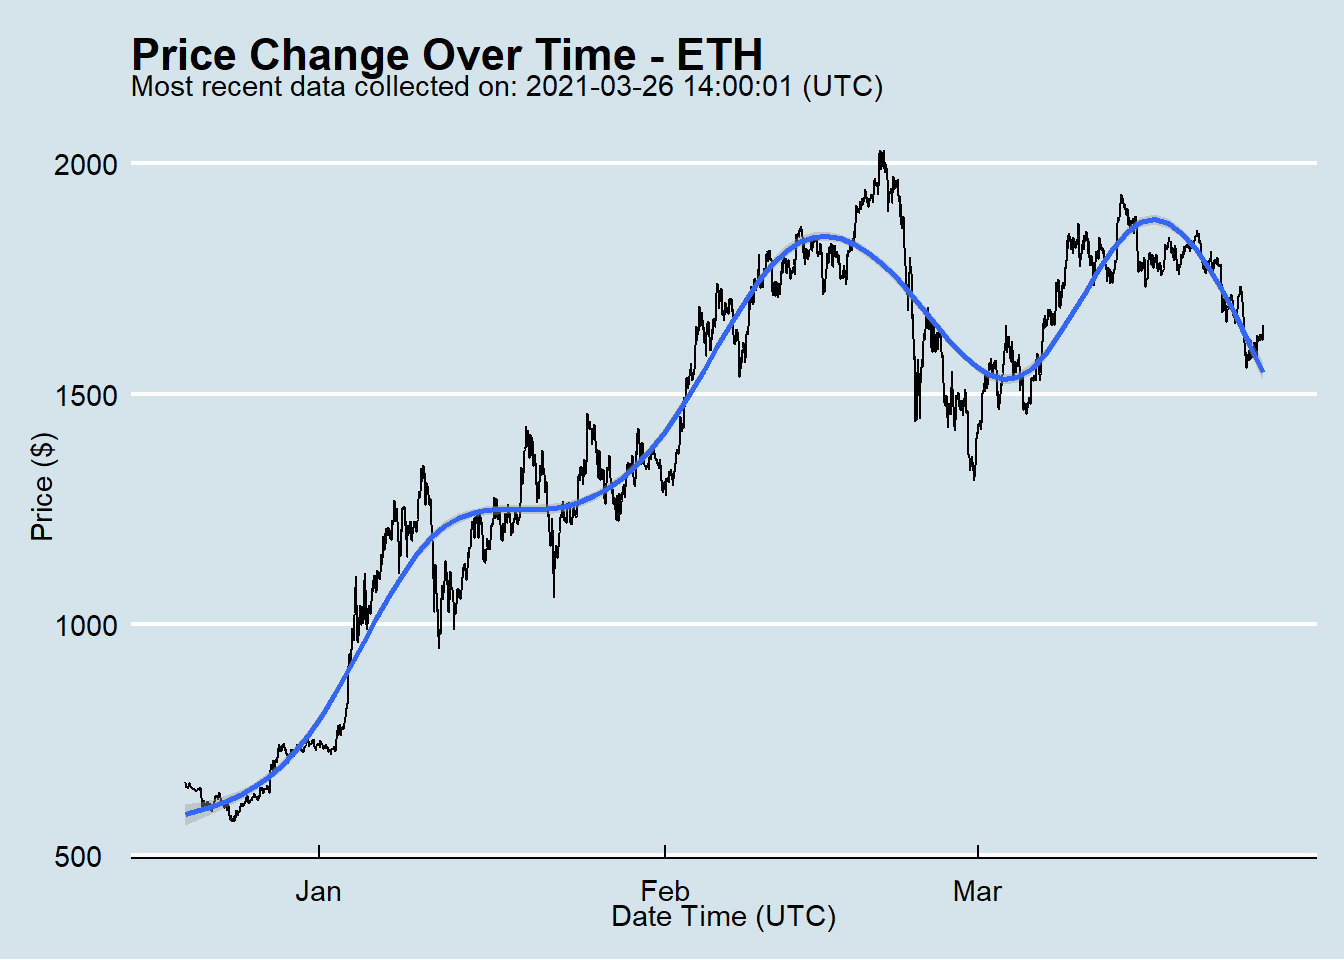 Price Change Over Time - ETH
Most recent data collected on: 2021-03-26 14:00:01 (UTC)
2000
1500
1000
500
Price ($)
Jan Feb Mar
Date Time (UTC)